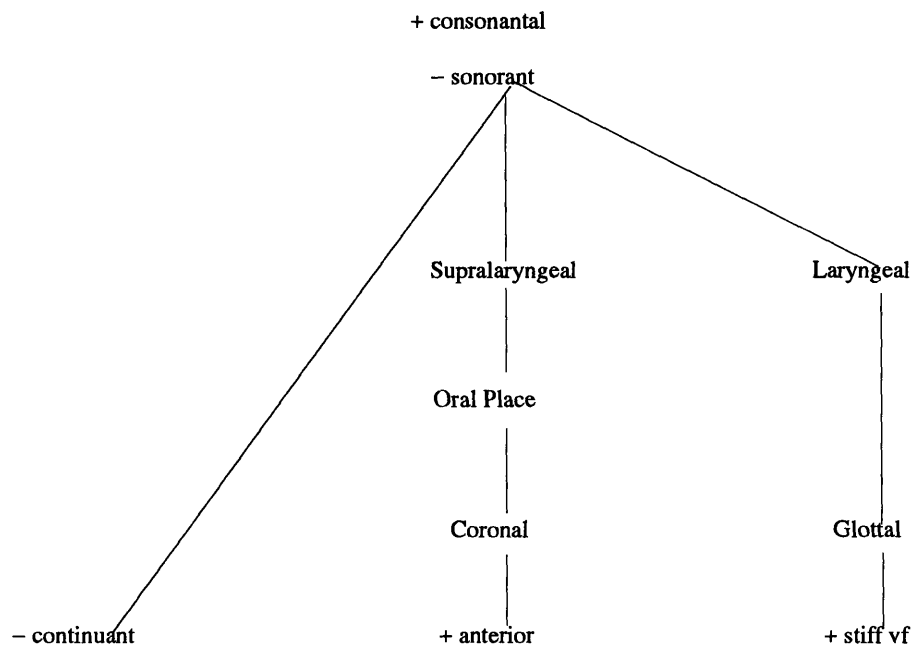 + consonantal
– sonorant
Supralaryngeal
Laryngeal
Oral Place
Coronal
Glottal
– continuant
+ anterior
+ stiff vf